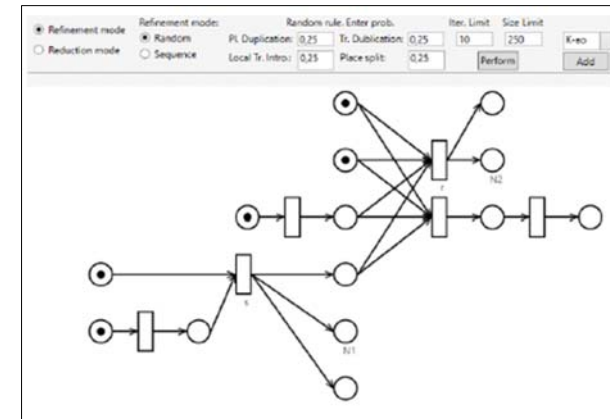 Refinement mode
Reduction mode
Refinement mode:
Random
Sequence
Random rule. Enter prob.
Pl. Duplication: 0,25 Tr. Dublication: 0,25
Local Tr. Intro.: 0,25 Place split: 0,25
Iter. Limit Size Limit
10 250
Perform
K-во
Add
r
N2
s
N1